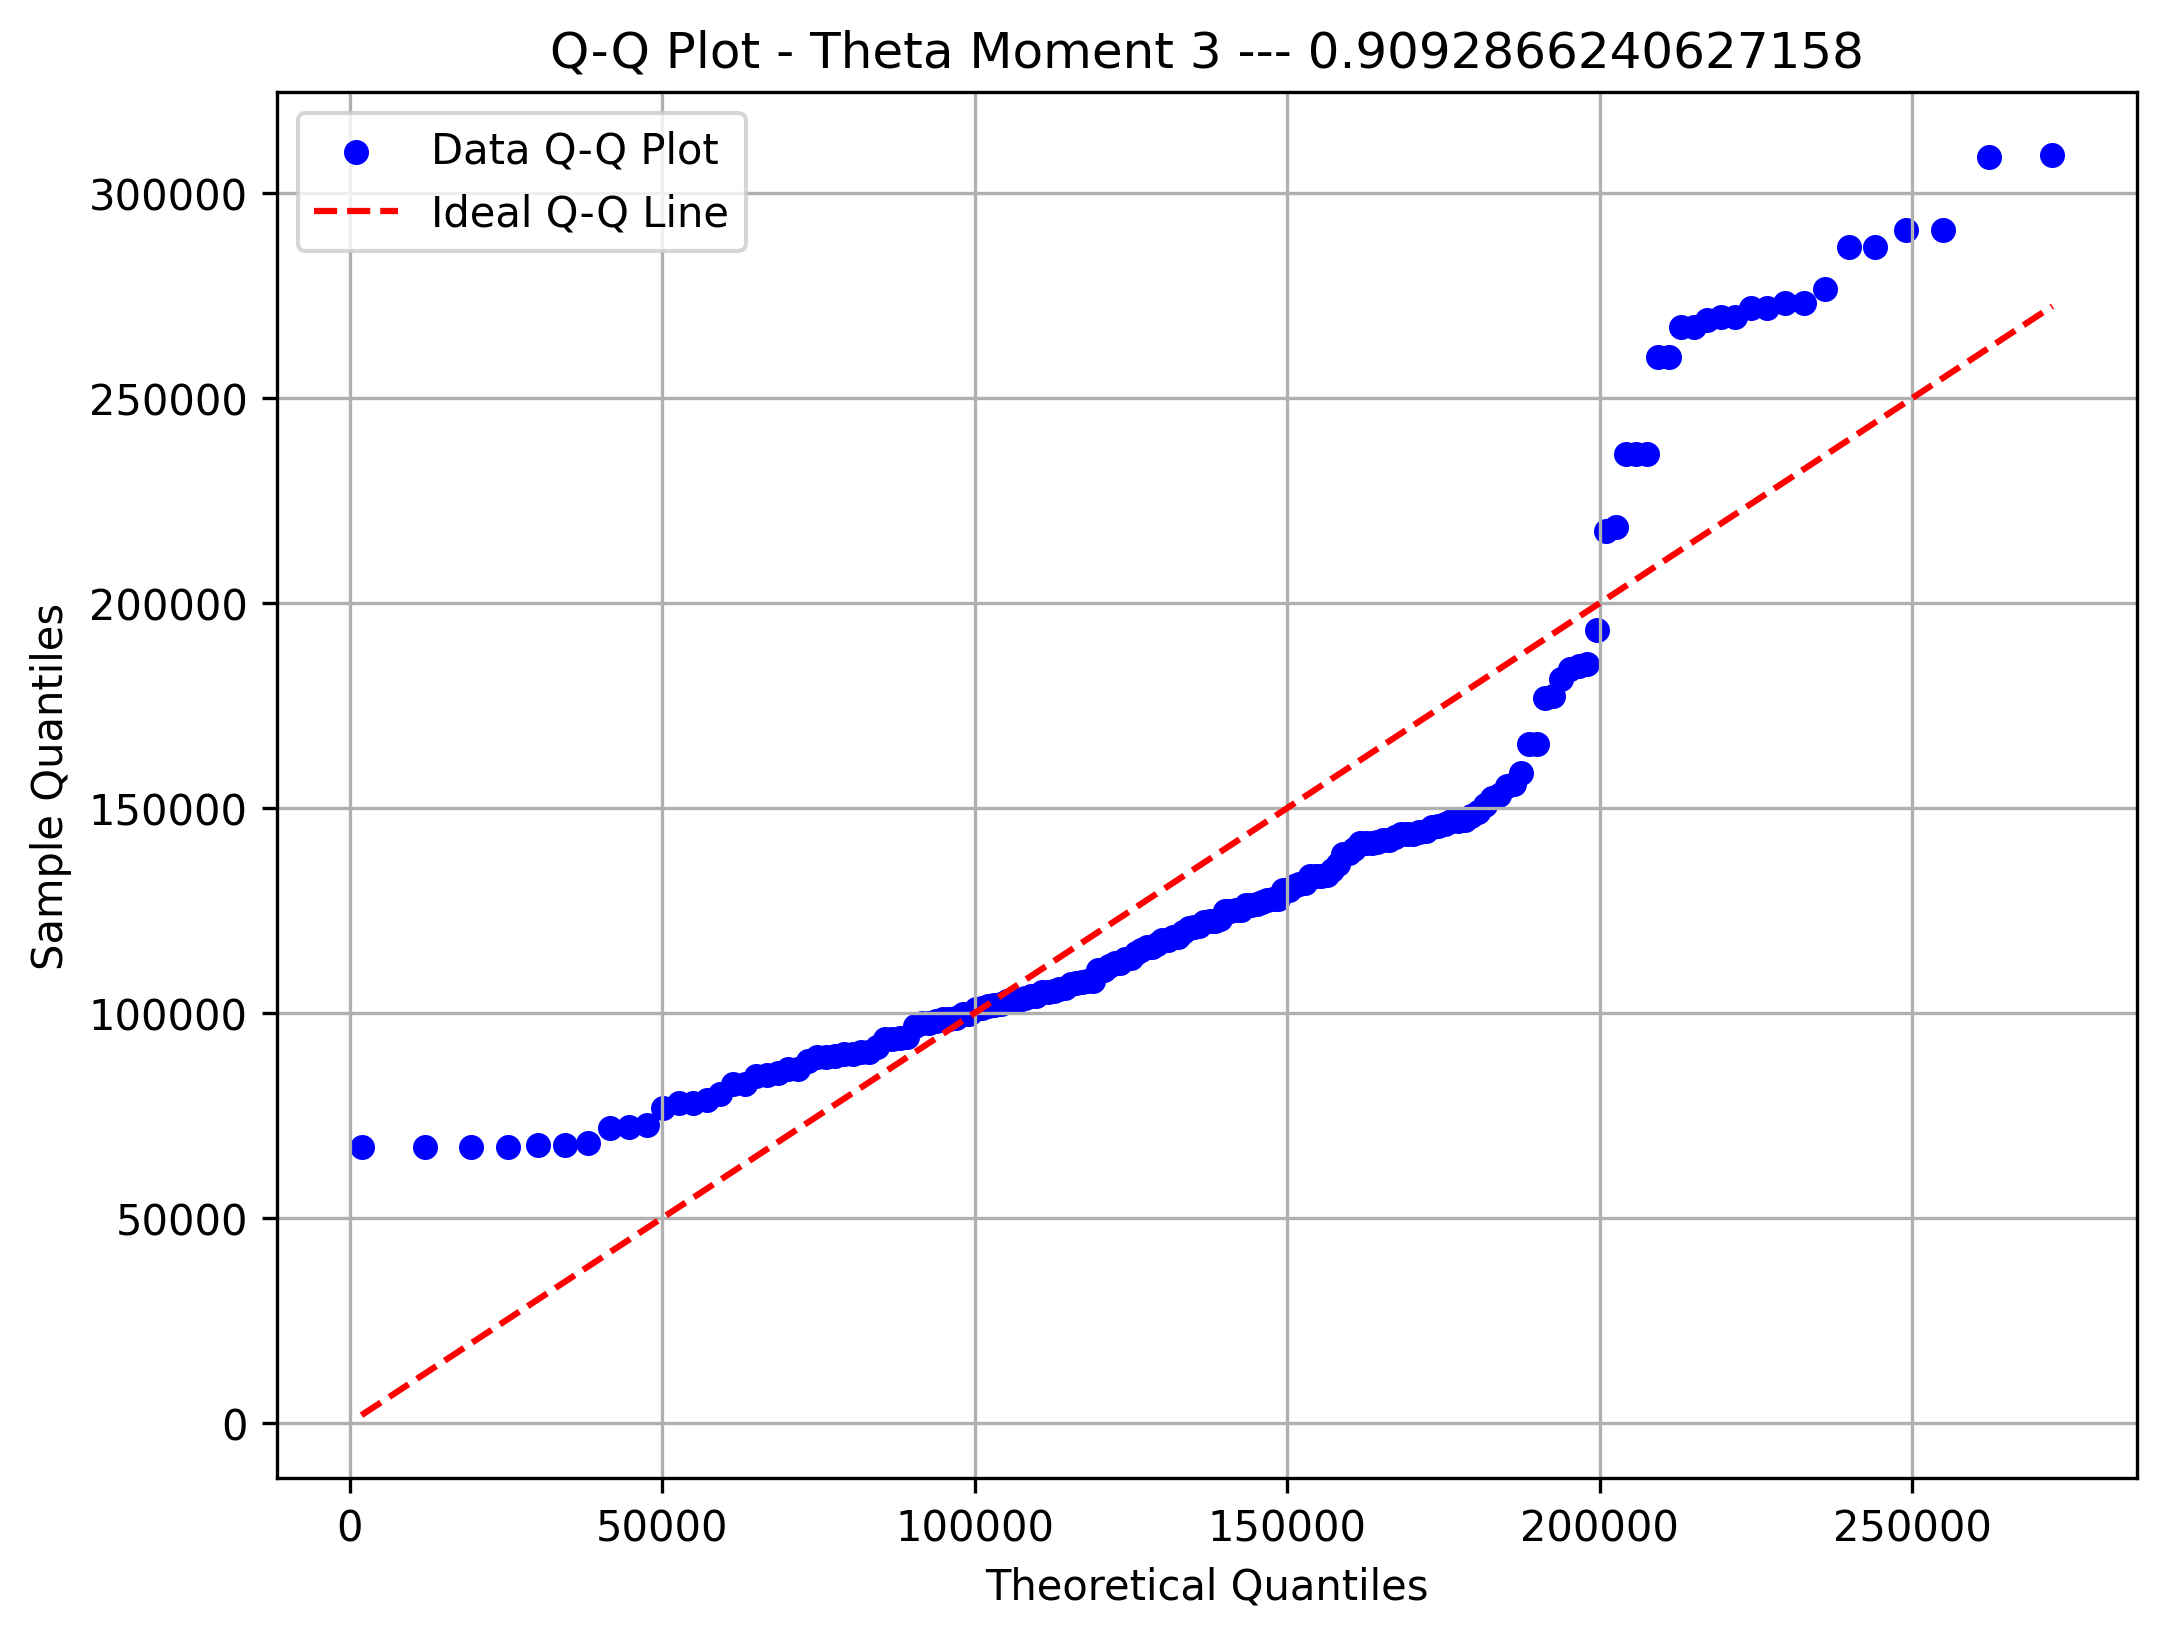 Q-Q Plot - Theta Moment 3 --- 0.9092866240627158
Data Q-Q Plot
Ideal Q-Q Line
300000
250000
200000
150000
100000
50000
0
Sample Quantiles
0 50000 100000 150000 200000 250000
Theoretical Quantiles